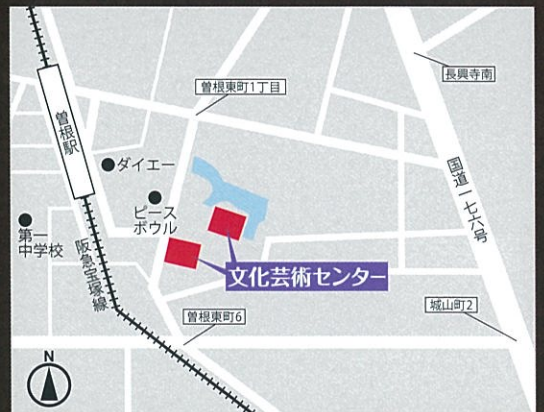 曽根東町1丁目
長興寺南
曽根駅
ダイエー
ピース
ボウル
第一
中学校
阪急宝塚線
国道一七六号
文化芸術センター
曽根東町6
城山町2
N